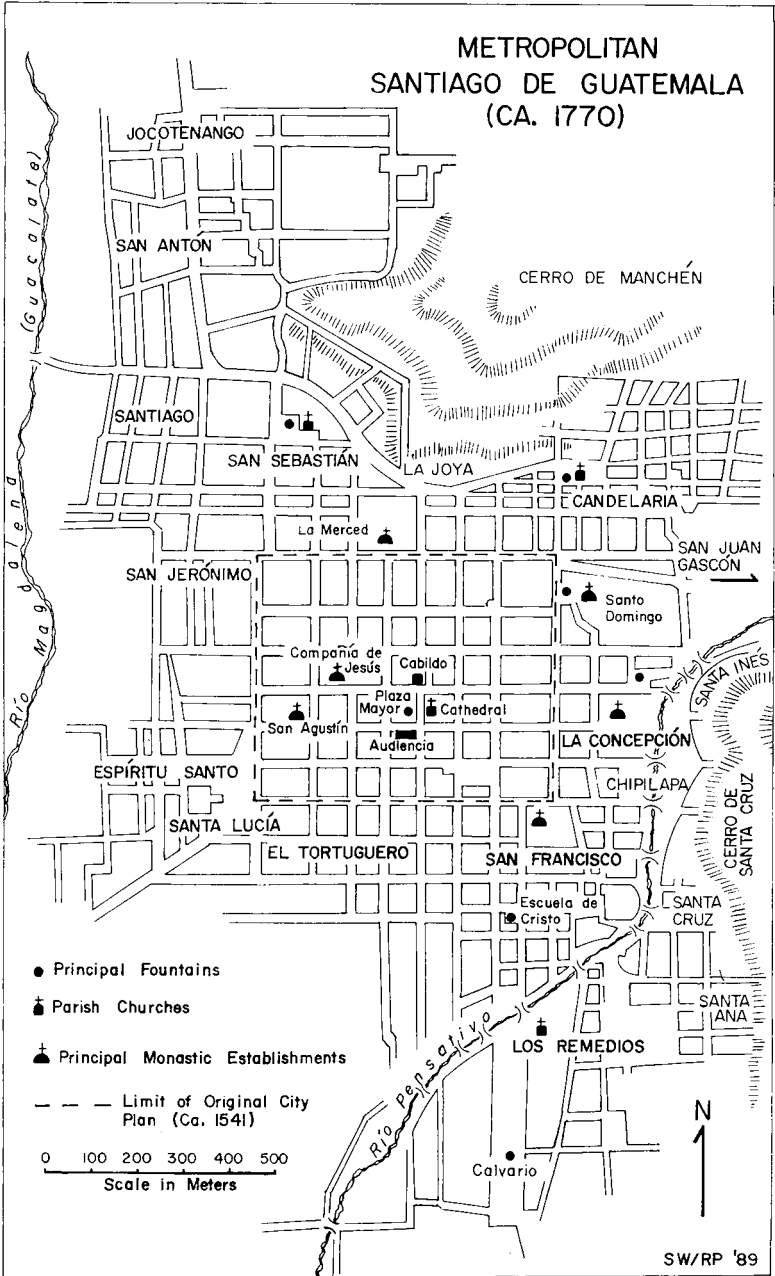 METROPOLITAN
SANTIAGO DE GUATEMALA
(CA. 1770)
JOCOTENANGO
SAN ANTÓN
CERRO DE MANCHÉN
Río Magdalena (Guacalate)
SANTIAGO
SAN SEBASTIÁN
LA JOYA
CANDELARIA
La Merced
SAN JUAN
GASCÓN
SAN JERÓNIMO
Santo
Domingo
Compañía de
Jesús
Cabildo
SANTA INÉS
Plaza
Mayor
Cathedral
San Agustín
Audiencia
LA CONCEPCIÓN
ESPÍRITU SANTO
CHIPILAPA
CERRO DE
SANTA CRUZ
SANTA LUCÍA
EL TORTUGUERO
SAN FRANCISCO
Escuela de
Cristo
SANTA
CRUZ
Principal Fountains
SANTA
ANA
Parish Churches
Río Pensativo
LOS REMEDIOS
Principal Monastic Establishments
Limit of Original City
Plan (Ca. 1541)
N
0 100 200 300 400 500
Scale in Meters
Calvario
SW/RP '89